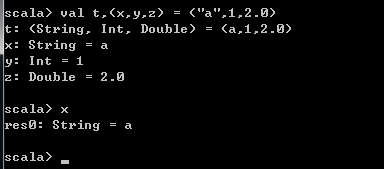 scala> val t,(x,y,z) = ("a",1,2.0)
t: (String, Int, Double) = (a,1,2.0)
x: String = a
y: Int = 1
z: Double = 2.0
scala> x
res0: String = a
scala> _